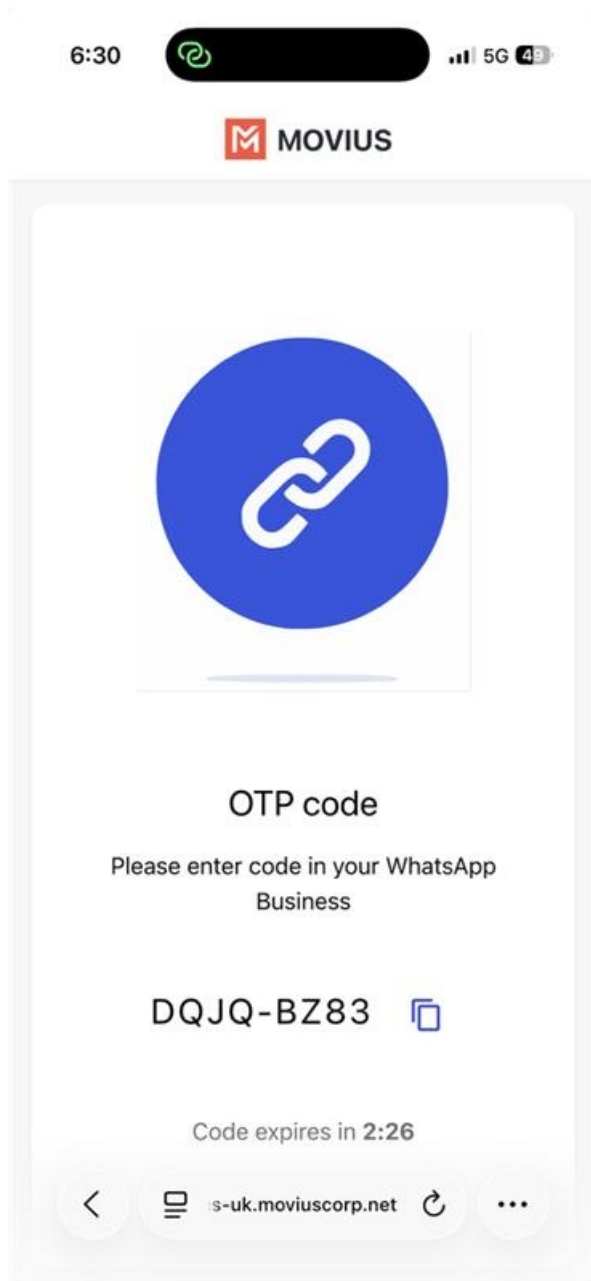 6:30
5G 49
MOVIUS
OTP code
Please enter code in your WhatsApp
Business
DQJQ-BZ83
Code expires in 2:26
s-uk.moviuscorp.net